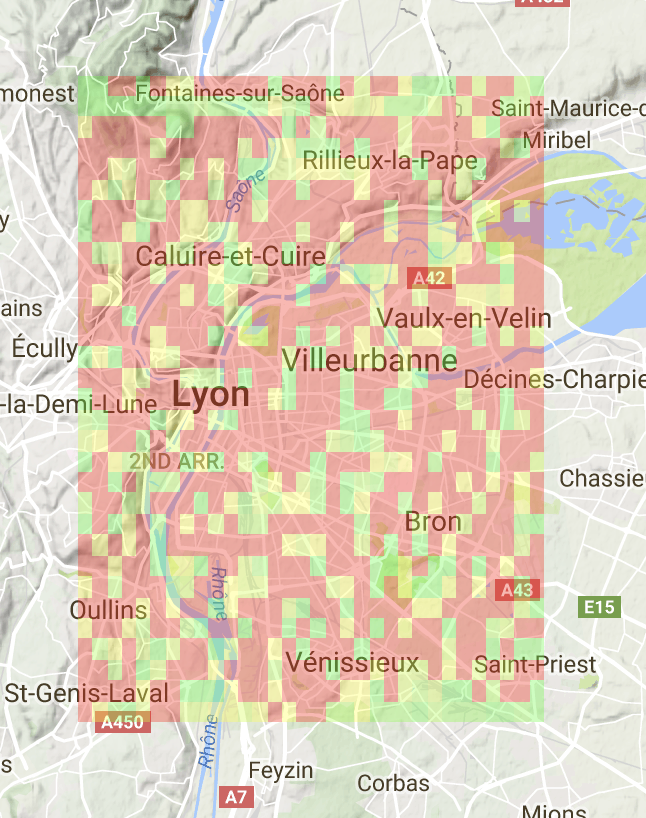 monest
Fontaines-sur-Saône
Saint-Maurice-d
Miribel
Rillieux-la-Pape
Saône
y
Caluire-et-Cuire
A42
ains
Vaulx-en-Velin
Écully
Villeurbanne
Décines-Charpie
Lyon
-la-Demi-Lune
2ND ARR.
Chassieu
Bron
A43
E15
Rhône
Oullins
Vénissieux
Saint-Priest
St-Genis-Laval
A450
Rhône
s
Feyzin
Corbas
A7
Mions